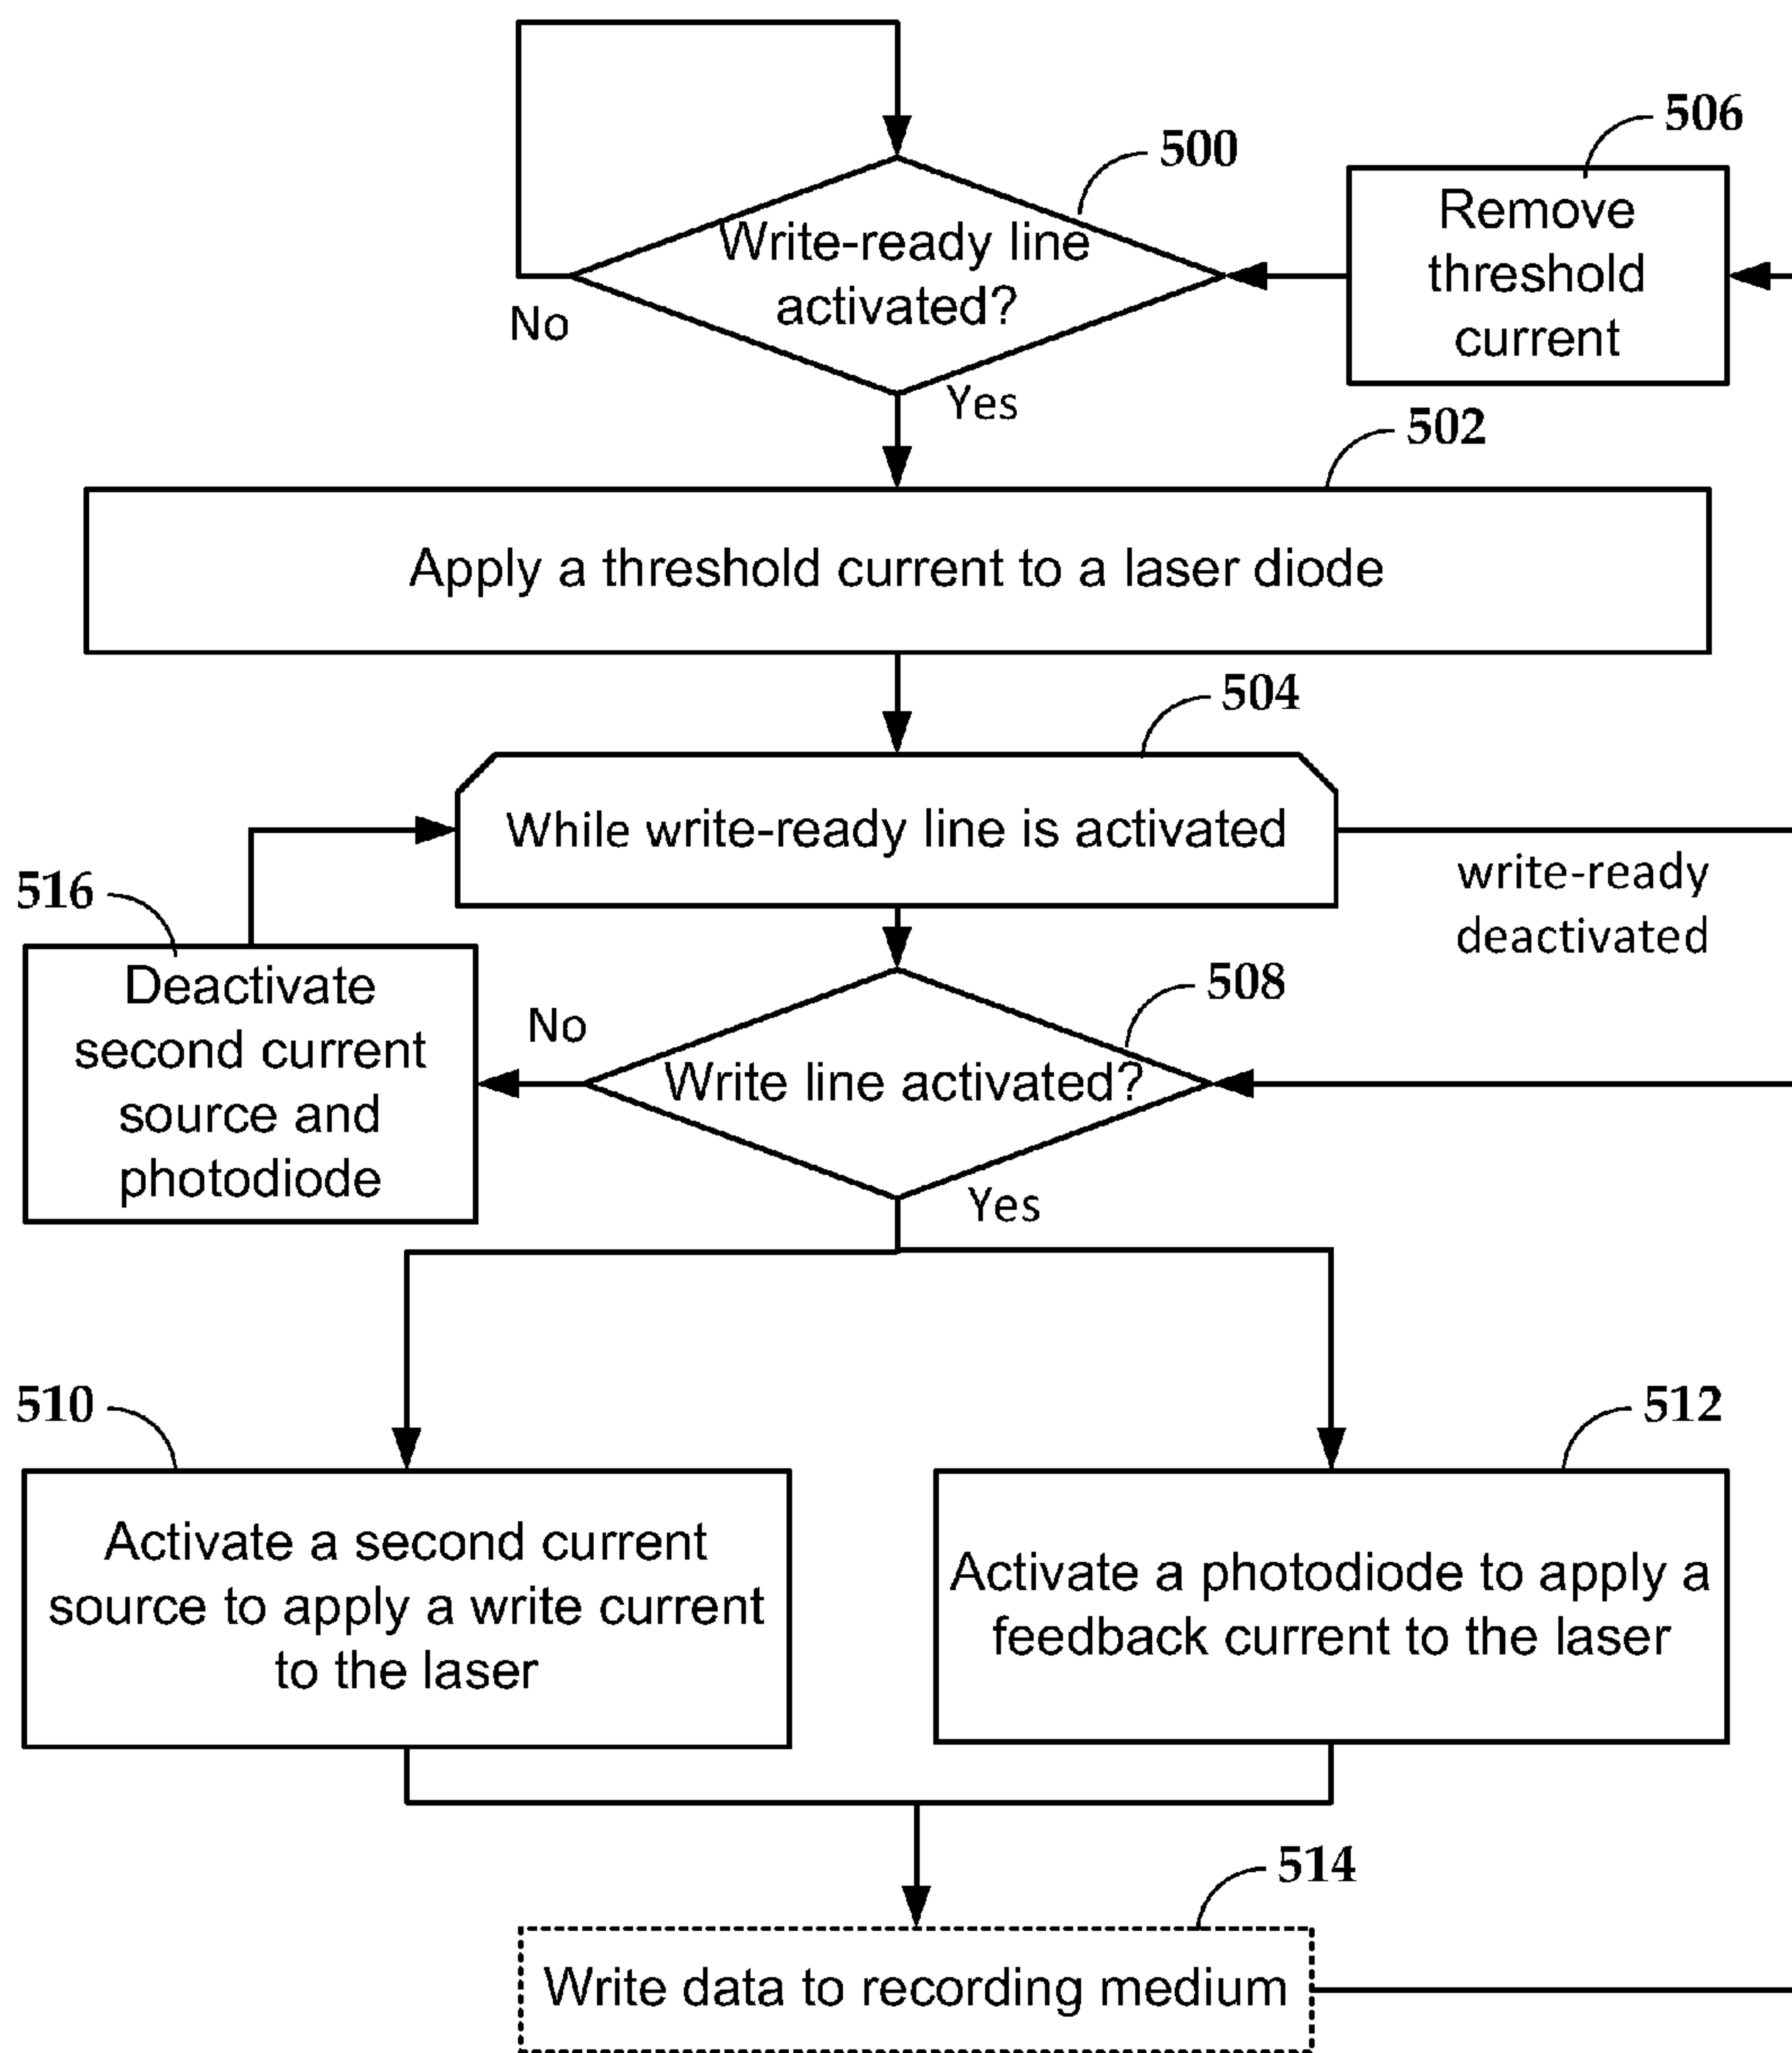 506
500
Remove
threshold
current
Write-ready line
activated?
No
Yes
502
Apply a threshold current to a laser diode
504
While write-ready line is activated
write-ready
deactivated
516
Deactivate
second current
source and
photodiode
508
No
Write line activated?
Yes
510
512
Activate a second current
source to apply a write current
to the laser
Activate a photodiode to apply a
feedback current to the laser
514
Write data to recording medium